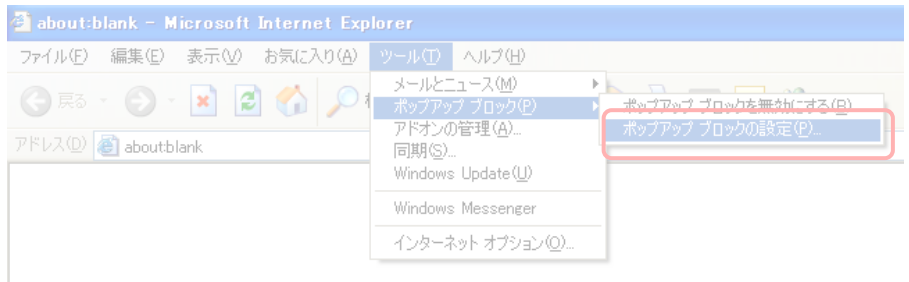 about:blank - Microsoft Internet Explorer
ファイル(F) 編集(E) 表示(V) お気に入り(A) ツール(T) ヘルプ(H)
戻る
アドレス(D) about:blank
メールとニュース(M)
ポップアップ ブロック(P)
アドオンの管理(A)...
同期(S)...
Windows Update(U)
Windows Messenger
インターネット オプション(O)...
ポップアップ ブロックを無効にする(B)
ポップアップ ブロックの設定(P)...